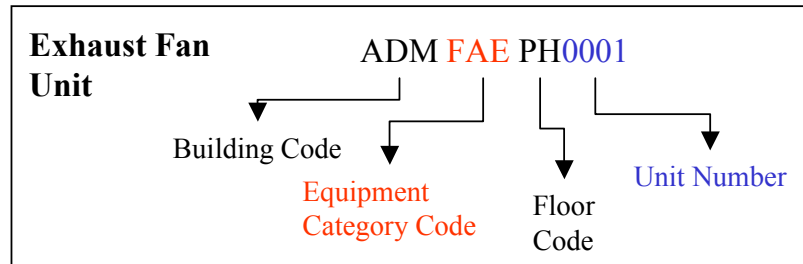 Exhaust Fan
Unit
ADM FAE PH0001
Building Code
Equipment
Category Code
Floor
Code
Unit Number